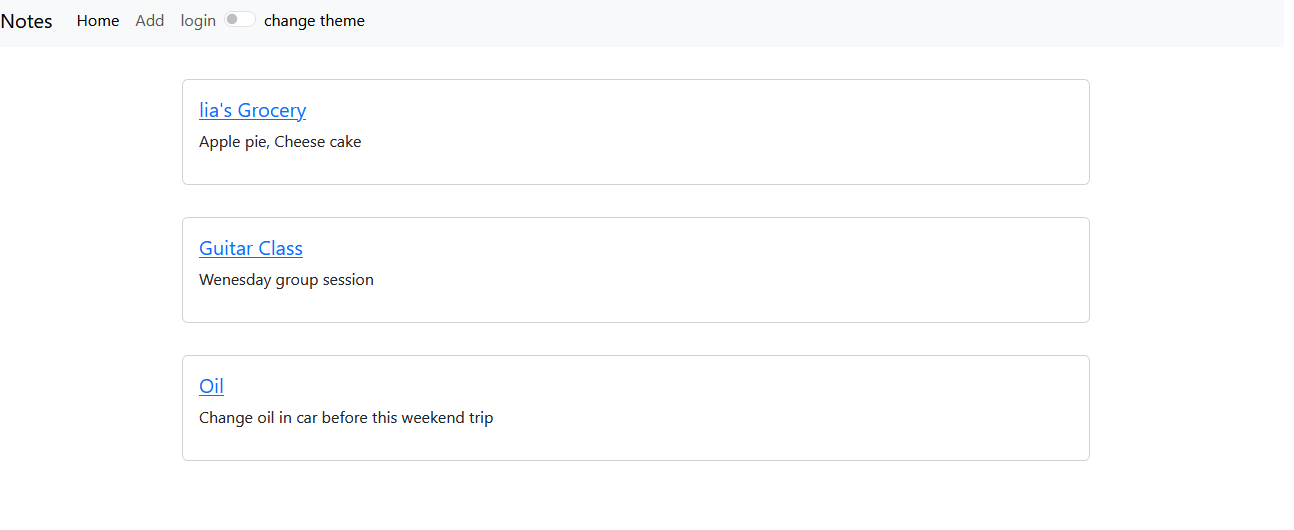 Notes Home Add login change theme
lia's Grocery
Apple pie, Cheese cake
Guitar Class
Wenesday group session
Oil
Change oil in car before this weekend trip